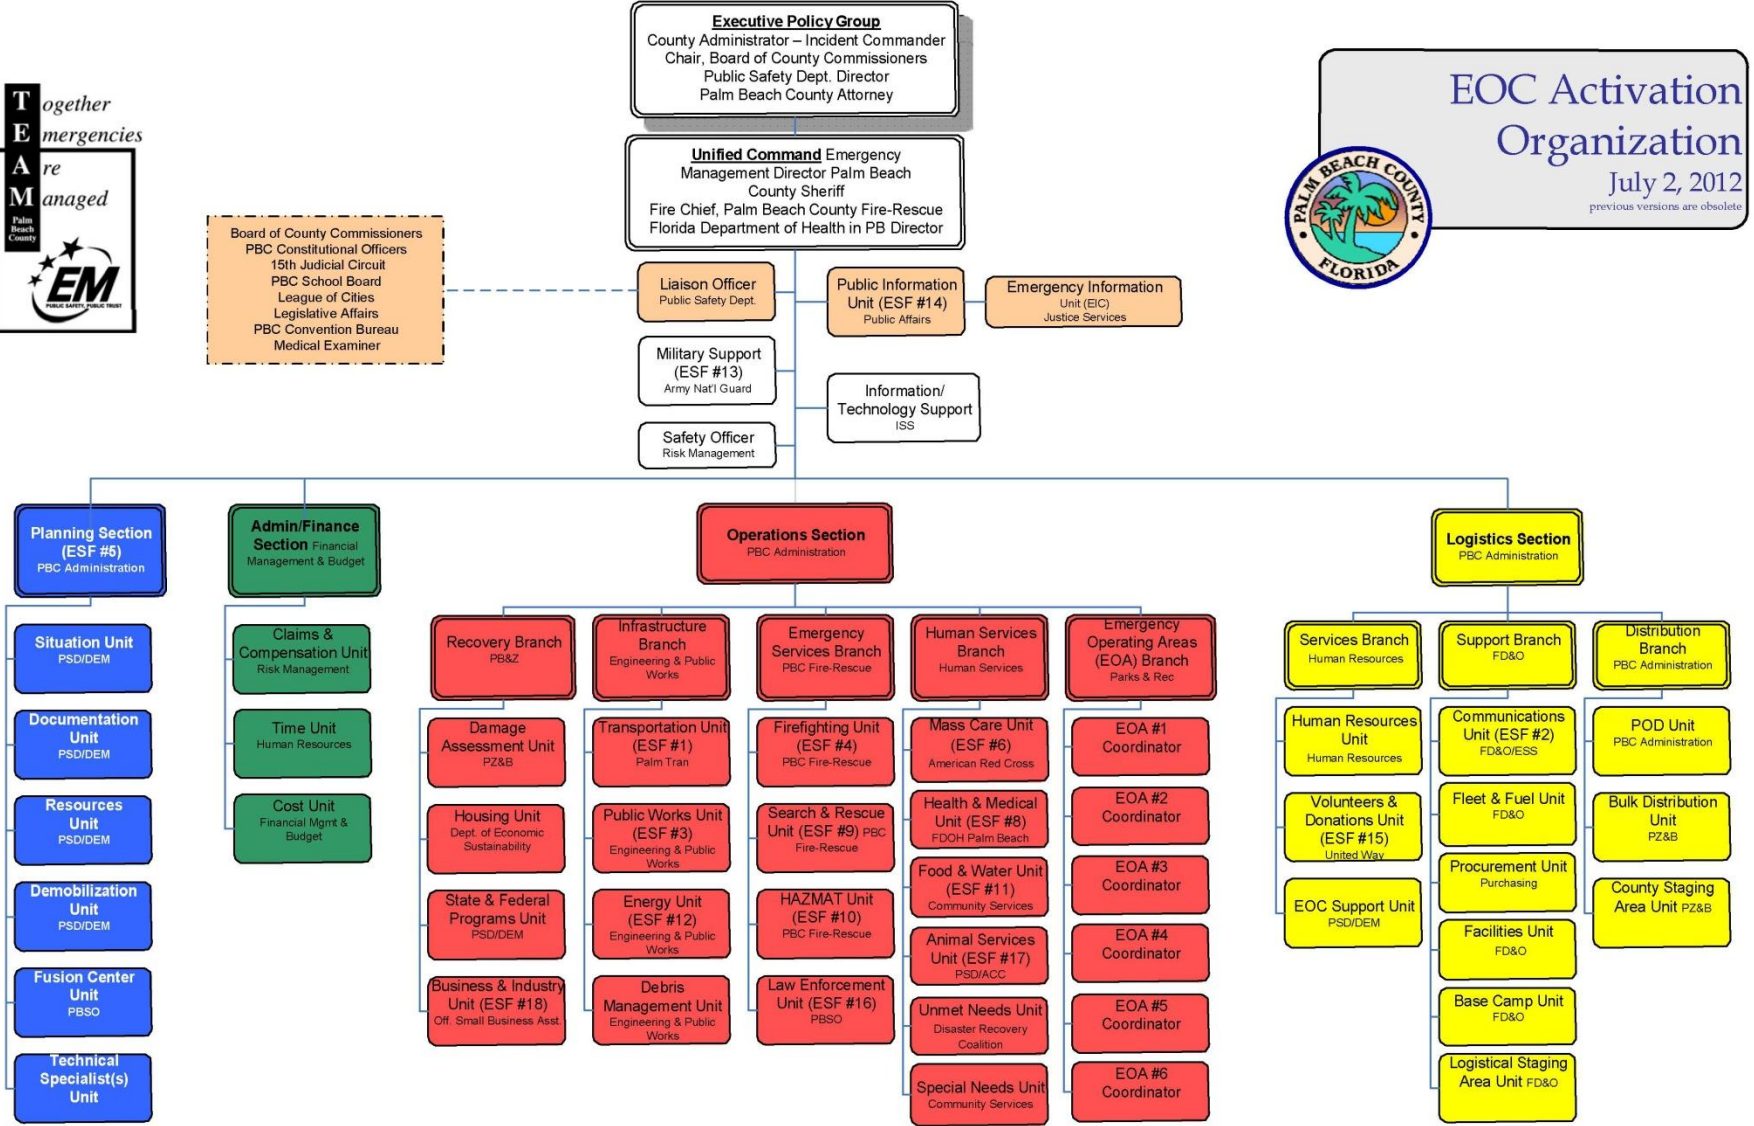 Executive Policy Group
County Administrator – Incident Commander
Chair, Board of County Commissioners
Public Safety Dept. Director
Palm Beach County Attorney
T ogether
E mergencies
A re
M anaged
Palm
Beach
County
EM
PUBLIC SAFETY, PUBLIC TRUST
EOC Activation
Organization
July 2, 2012
previous versions are obsolete
PALM BEACH COUNTY
FLORIDA
Unified Command Emergency
Management Director Palm Beach
County Sheriff
Fire Chief, Palm Beach County Fire-Rescue
Florida Department of Health in PB Director
Board of County Commissioners
PBC Constitutional Officers
15th Judicial Circuit
PBC School Board
League of Cities
Legislative Affairs
PBC Convention Bureau
Medical Examiner
Liaison Officer
Public Safety Dept.
Public Information
Unit (ESF #14)
Public Affairs
Emergency Information
Unit (EIC)
Justice Services
Military Support
(ESF #13)
Army Nat'l Guard
Information/
Technology Support
ISS
Safety Officer
Risk Management
Planning Section
(ESF #5)
PBC Administration
Situation Unit
PSD/DEM
Documentation
Unit
PSD/DEM
Resources
Unit
PSD/DEM
Demobilization
Unit
PSD/DEM
Fusion Center
Unit
PBSO
Technical
Specialist(s)
Unit
Admin/Finance
Section Financial
Management & Budget
Claims &
Compensation Unit
Risk Management
Time Unit
Human Resources
Cost Unit
Financial Mgmt &
Budget
Operations Section
PBC Administration
Recovery Branch
PB&Z
Damage
Assessment Unit
PZ&B
Housing Unit
Dept. of Economic
Sustainability
State & Federal
Programs Unit
PSD/DEM
Business & Industry
Unit (ESF #18)
Off. Small Business Asst.
Infrastructure
Branch
Engineering & Public
Works
Transportation Unit
(ESF #1)
Palm Tran
Public Works Unit
(ESF #3)
Engineering & Public
Works
Energy Unit
(ESF #12)
Engineering & Public
Works
Debris
Management Unit
Engineering & Public
Works
Emergency
Services Branch
PBC Fire-Rescue
Firefighting Unit
(ESF #4)
PBC Fire-Rescue
Search & Rescue
Unit (ESF #9) PBC
Fire-Rescue
HAZMAT Unit
(ESF #10)
PBC Fire-Rescue
Law Enforcement
Unit (ESF #16)
PBSO
Human Services
Branch
Human Services
Mass Care Unit
(ESF #6)
American Red Cross
Health & Medical
Unit (ESF #8)
FDOH Palm Beach
Food & Water Unit
(ESF #11)
Community Services
Animal Services
Unit (ESF #17)
PSD/ACC
Unmet Needs Unit
Disaster Recovery
Coalition
Special Needs Unit
Community Services
Emergency
Operating Areas
(EOA) Branch
Parks & Rec
EOA #1
Coordinator
EOA #2
Coordinator
EOA #3
Coordinator
EOA #4
Coordinator
EOA #5
Coordinator
EOA #6
Coordinator
Logistics Section
PBC Administration
Services Branch
Human Resources
Human Resources
Unit
Human Resources
Volunteers &
Donations Unit
(ESF #15)
United Way
EOC Support Unit
PSD/DEM
Support Branch
FD&O
Communications
Unit (ESF #2)
FD&O/ESS
Fleet & Fuel Unit
FD&O
Procurement Unit
Purchasing
Facilities Unit
FD&O
Base Camp Unit
FD&O
Logistical Staging
Area Unit FD&O
Distribution
Branch
PBC Administration
POD Unit
PBC Administration
Bulk Distribution
Unit
PZ&B
County Staging
Area Unit PZ&B